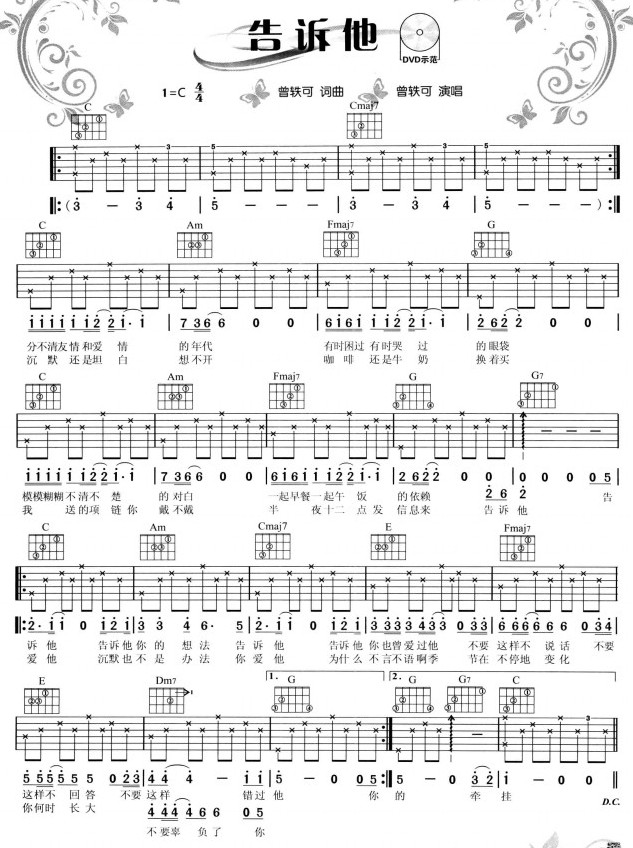 告诉他
DVD示范
1=C 4/4 曾轶可 词曲 曾轶可 演唱
C Cmaj7
3 3
‖:(3 — 3 4 | 5 — — — | 3 — 3 4 | 5 — — —):‖
C Am Fmaj7 G
1 1 1 1 1 1 2 2 1· 1 | 7 3 6 6 0 0 | 6 1 6 1 1 1 2 2 1· 1 | 2 6 2 2 0 0
分不清友情和爱 情 的年代 有时困过 有时哭 过 的眼袋
沉 默 还是坦 白 想不开 咖 啡 还是牛 奶 换着买
C Am Fmaj7 G G7
1 1 1 1 1 1 2 2 1· 1 | 7 3 6 6 0 0 | 6 1 6 1 1 1 2 2 1· 1 | 2 6 2 2 0 0 | 0 0 0 0 5
模模糊糊不清不 楚 的对白 一起早餐一起午 饭 的依赖 2 6 2 告
我 送的项 链你 戴不戴 半 夜十二 点发 信息来 告诉 他
C Am Cmaj7 E Fmaj7
‖: 2· 1 1 0 1 1 | 2· 1 1 3 4 6· 5 | 2· 1 1 0 1 1 | 3 3 3 3 4 3 3 0 3 3 | 6 6 6 6 6 6 6 0 3 4
诉 他 告诉 他 你 的 想 法 告 诉 他 告诉 他 你也曾爱过他 不要 这样不 说 话 不要
爱 他 沉默 也 不 是 办 法 你 爱 他 为什么 不言不语啊季 节在 不停地 变 化
E Dm7 1. G 2. G G7 C
3
5 5 5 5 5 5 5 0 2 3 | 4 4 4 — 1 1 | 5 — 0 0 5 :‖ 5 — 0 3 2 | 1 — 0 0 ‖
这样不 回 答 不要 这样 错过 他 你 的 牵 挂 D.C.
你何时 长 大 4 4 4 4 6 6 0 5
不 要 辜 负 了 你